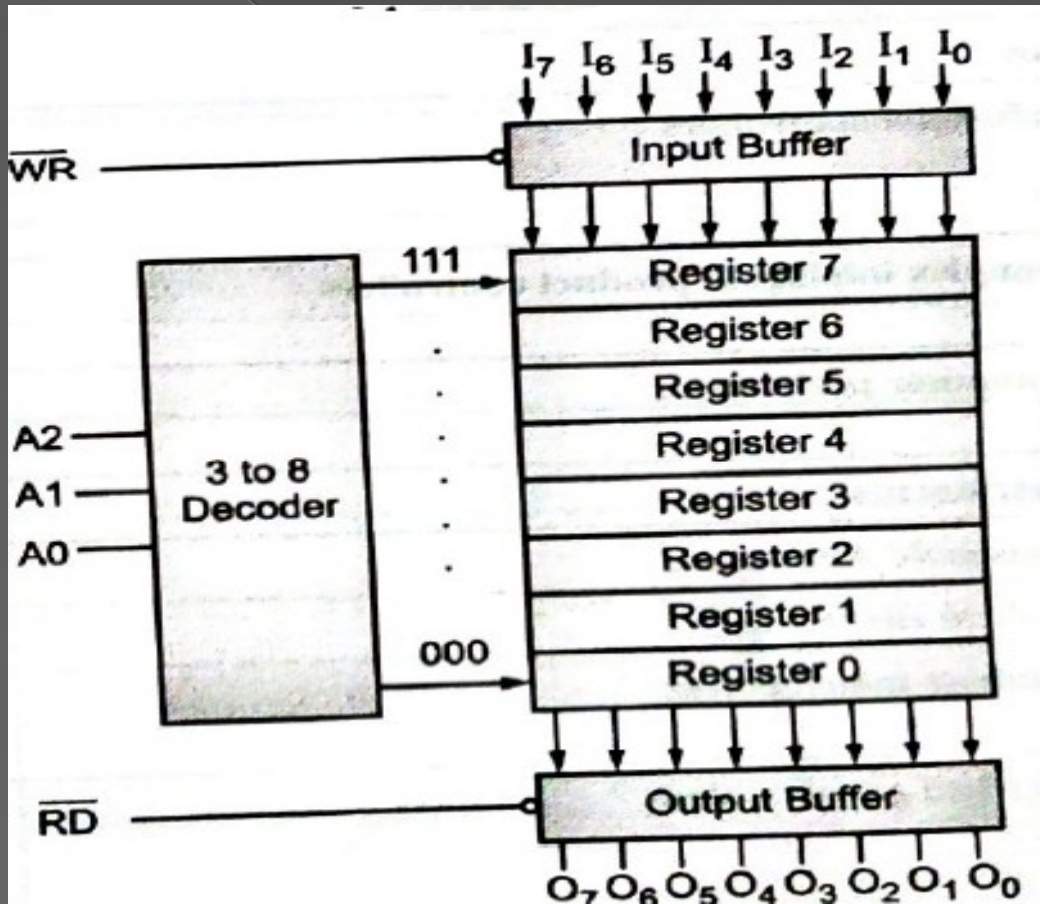 I7 I6 I5 I4 I3 I2 I1 I0
W̅R̅
Input Buffer
111
Register 7
Register 6
Register 5
Register 4
Register 3
Register 2
Register 1
Register 0
A2
A1
A0
3 to 8
Decoder
000
R̅D̅
Output Buffer
O7 O6 O5 O4 O3 O2 O1 O0